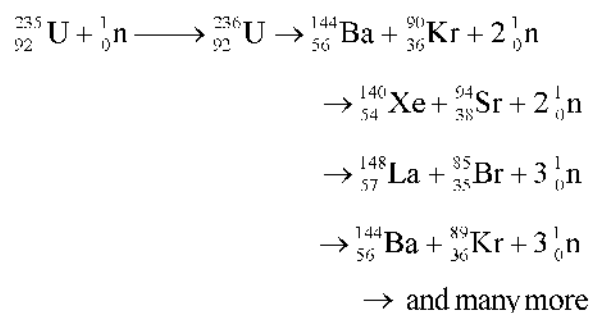 ²³⁵₉₂U + ¹₀n ⟶ ²³⁶₉₂U → ¹⁴⁴₅₆Ba + ⁹⁰₃₆Kr + 2 ¹₀n
→ ¹⁴⁰₅₄Xe + ⁹⁴₃₈Sr + 2 ¹₀n
→ ¹⁴⁸₅₇La + ⁸⁵₃₅Br + 3 ¹₀n
→ ¹⁴⁴₅₆Ba + ⁸⁹₃₆Kr + 3 ¹₀n
→ and many more